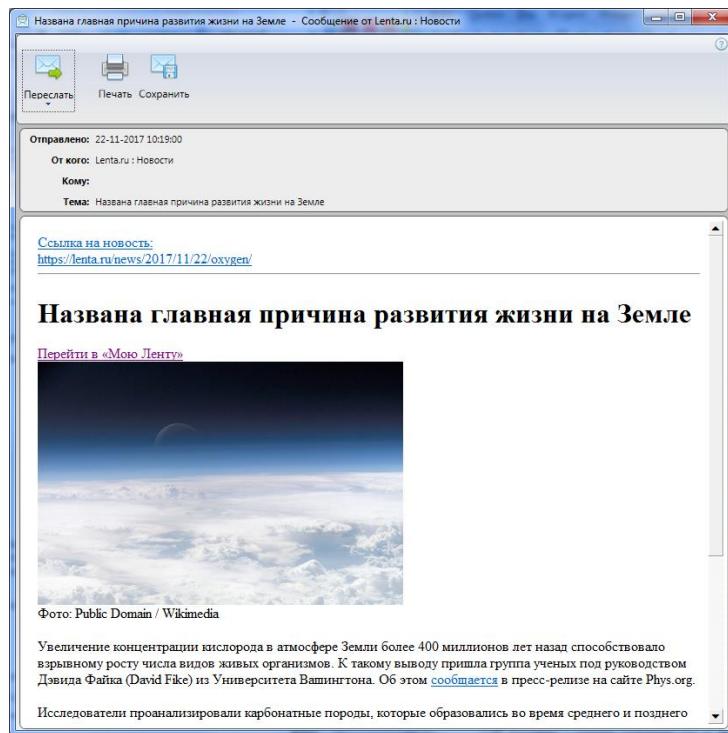 Названа главная причина развития жизни на Земле - Сообщение от Lenta.ru : Новости
Переслать
Печать
Сохранить
Отправлено: 22-11-2017 10:19:00
От кого: Lenta.ru : Новости
Кому:
Тема: Названа главная причина развития жизни на Земле
Ссылка на новость:
https://lenta.ru/news/2017/11/22/oxygen/
Названа главная причина развития жизни на Земле
Перейти в «Мою Ленту»
Фото: Public Domain / Wikimedia
Увеличение концентрации кислорода в атмосфере Земли более 400 миллионов лет назад способствовало
взрывному росту числа видов живых организмов. К такому выводу пришла группа ученых под руководством
Дэвида Файка (David Fike) из Университета Вашингтона. Об этом сообщается в пресс-релизе на сайте Phys.org.
Исследователи проанализировали карбонатные породы, которые образовались во время среднего и позднего